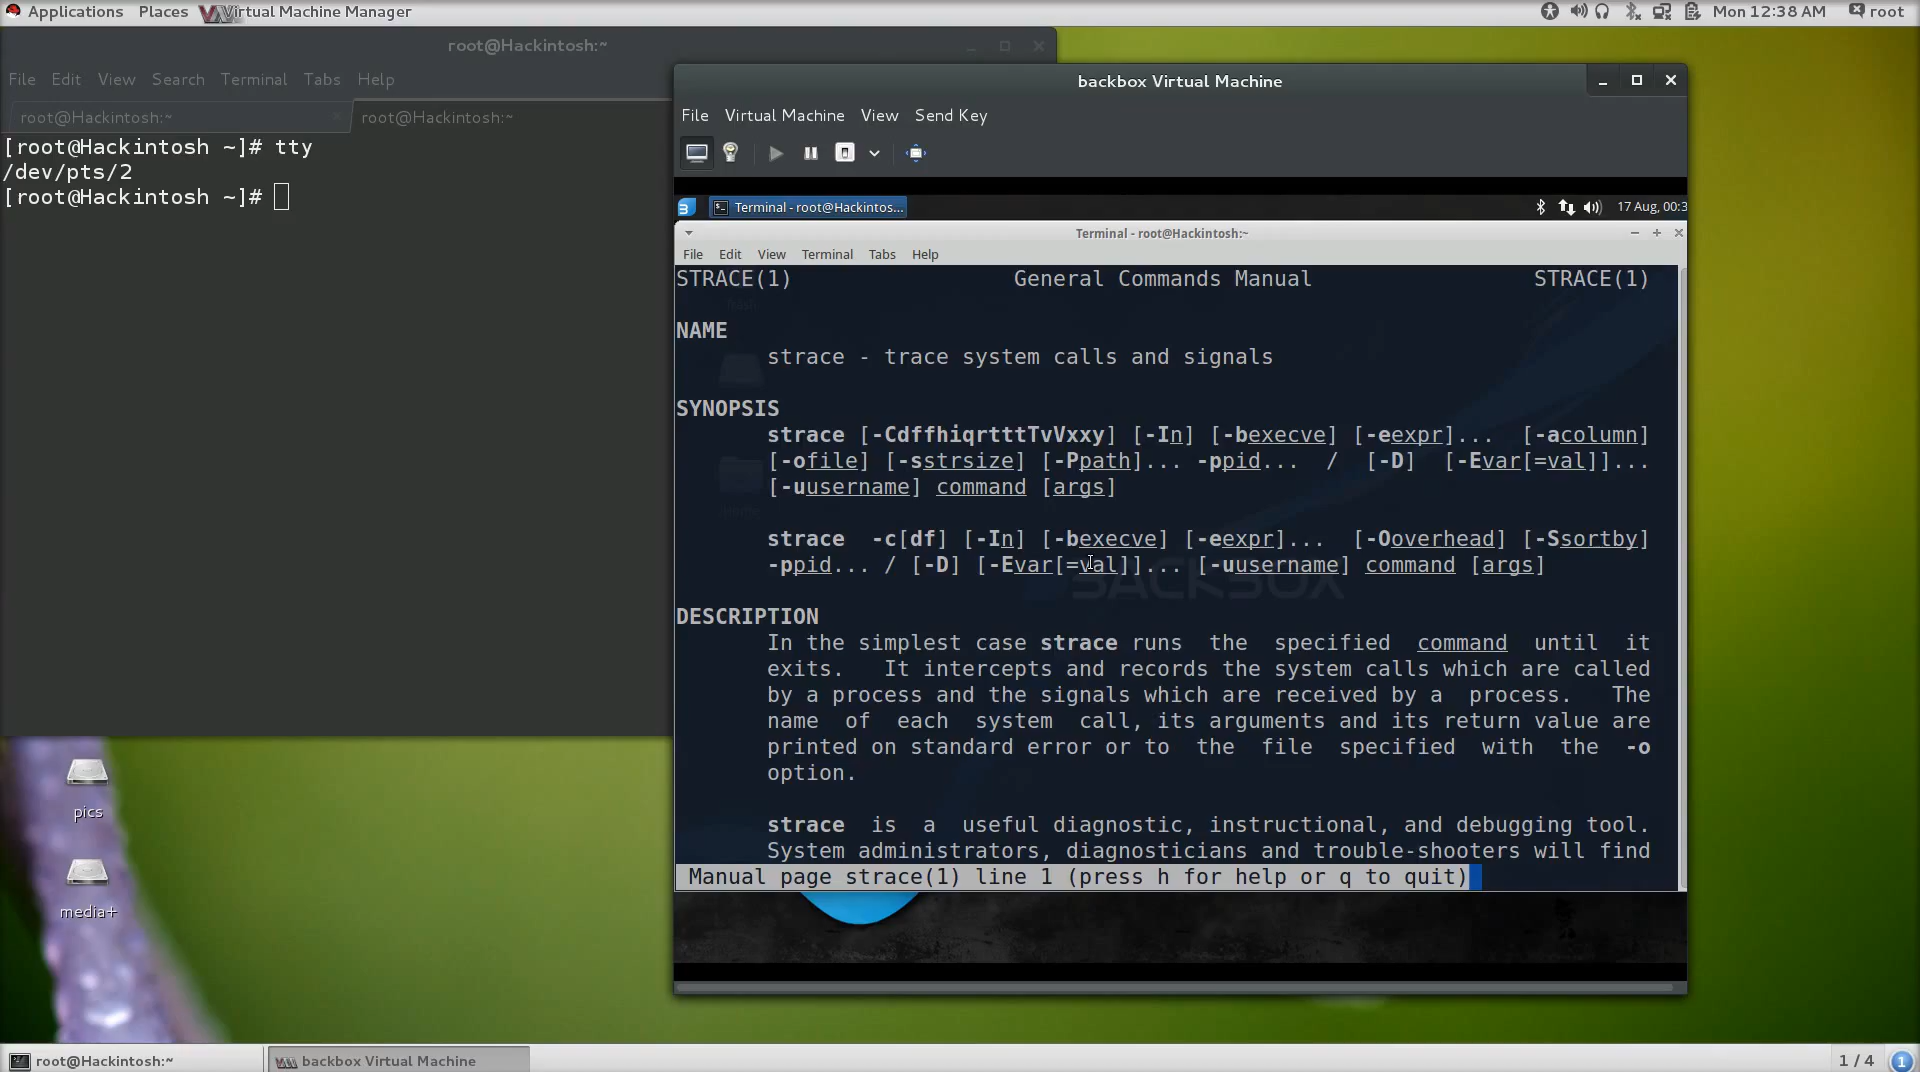 Applications Places Virtual Machine Manager Mon 12:38 AM root
root@Hackintosh:~
File Edit View Search Terminal Tabs Help
root@Hackintosh:~ root@Hackintosh:~
[root@Hackintosh ~]# tty
/dev/pts/2
[root@Hackintosh ~]#
backbox Virtual Machine
File Virtual Machine View Send Key
Terminal - root@Hackintos... 17 Aug, 00:3
Terminal - root@Hackintosh:~
File Edit View Terminal Tabs Help
STRACE(1) General Commands Manual STRACE(1)
NAME
strace - trace system calls and signals
SYNOPSIS
strace [-CdffhiqrtttTvVxxy] [-In] [-bexecve] [-eexpr]... [-acolumn]
[-ofile] [-sstrsize] [-Ppath]... -ppid... / [-D] [-Evar[=val]]...
[-uusername] command [args]
strace -c[df] [-In] [-bexecve] [-eexpr]... [-Ooverhead] [-Ssortby]
-ppid... / [-D] [-Evar[=val]]... [-uusername] command [args]
BACKBOX
DESCRIPTION
In the simplest case strace runs the specified command until it
exits. It intercepts and records the system calls which are called
by a process and the signals which are received by a process. The
name of each system call, its arguments and its return value are
printed on standard error or to the file specified with the -o
option.
strace is a useful diagnostic, instructional, and debugging tool.
System administrators, diagnosticians and trouble-shooters will find
Manual page strace(1) line 1 (press h for help or q to quit)
pics
media+
root@Hackintosh:~ backbox Virtual Machine 1 / 4 1